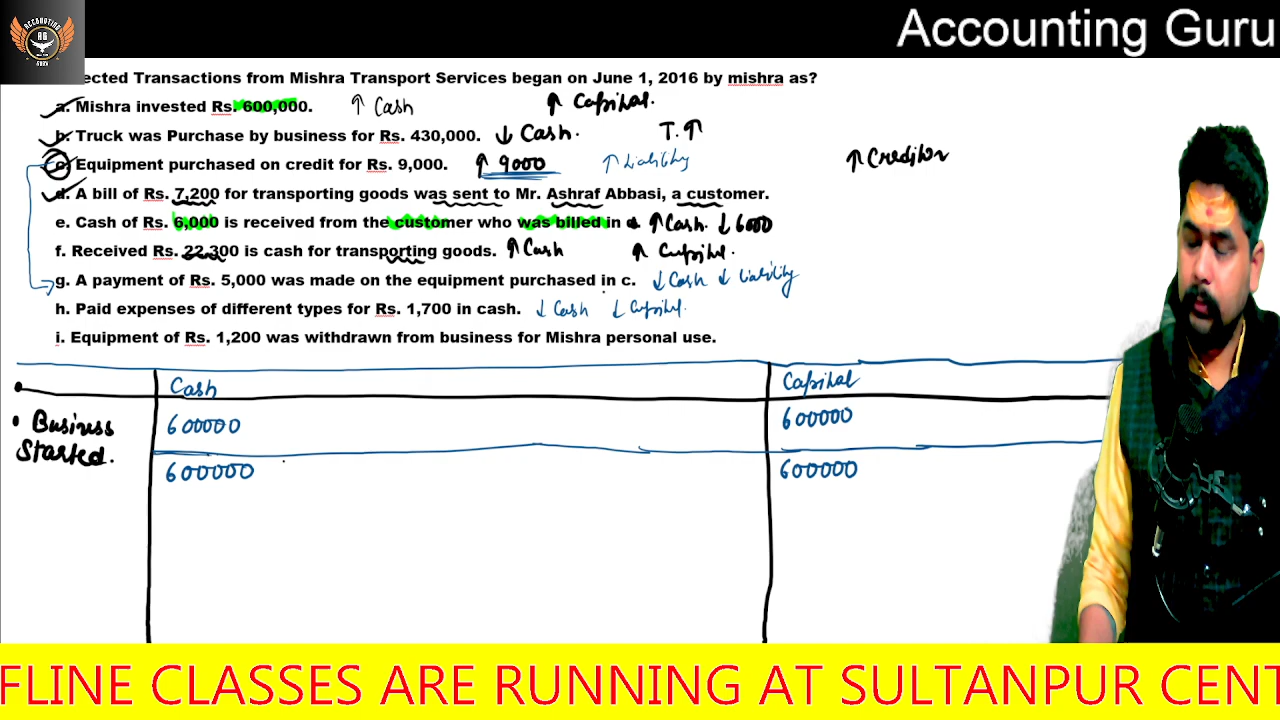 Accounting Guru
ACCOUNTING
AG
GURU
ected Transactions from Mishra Transport Services began on June 1, 2016 by mishra as?
a. Mishra invested Rs. 600,000. ↑ Cash ↑ Capital.
b. Truck was Purchase by business for Rs. 430,000. ↓ Cash. T. ↑
c. Equipment purchased on credit for Rs. 9,000. ↑ 9000 ↑ Liability ↑ Creditor
d. A bill of Rs. 7,200 for transporting goods was sent to Mr. Ashraf Abbasi, a customer.
e. Cash of Rs. 6,000 is received from the customer who was billed in ↑ Cash. ↓ 6000
f. Received Rs. 22,300 is cash for transporting goods. ↑ Cash ↑ Capital.
g. A payment of Rs. 5,000 was made on the equipment purchased in c. ↓ Cash ↓ Liability
h. Paid expenses of different types for Rs. 1,700 in cash. ↓ Cash ↓ Capital.
i. Equipment of Rs. 1,200 was withdrawn from business for Mishra personal use.
Cash Capital
• Business 600000 600000
Started. 600000 600000
FLINE CLASSES ARE RUNNING AT SULTANPUR CENT